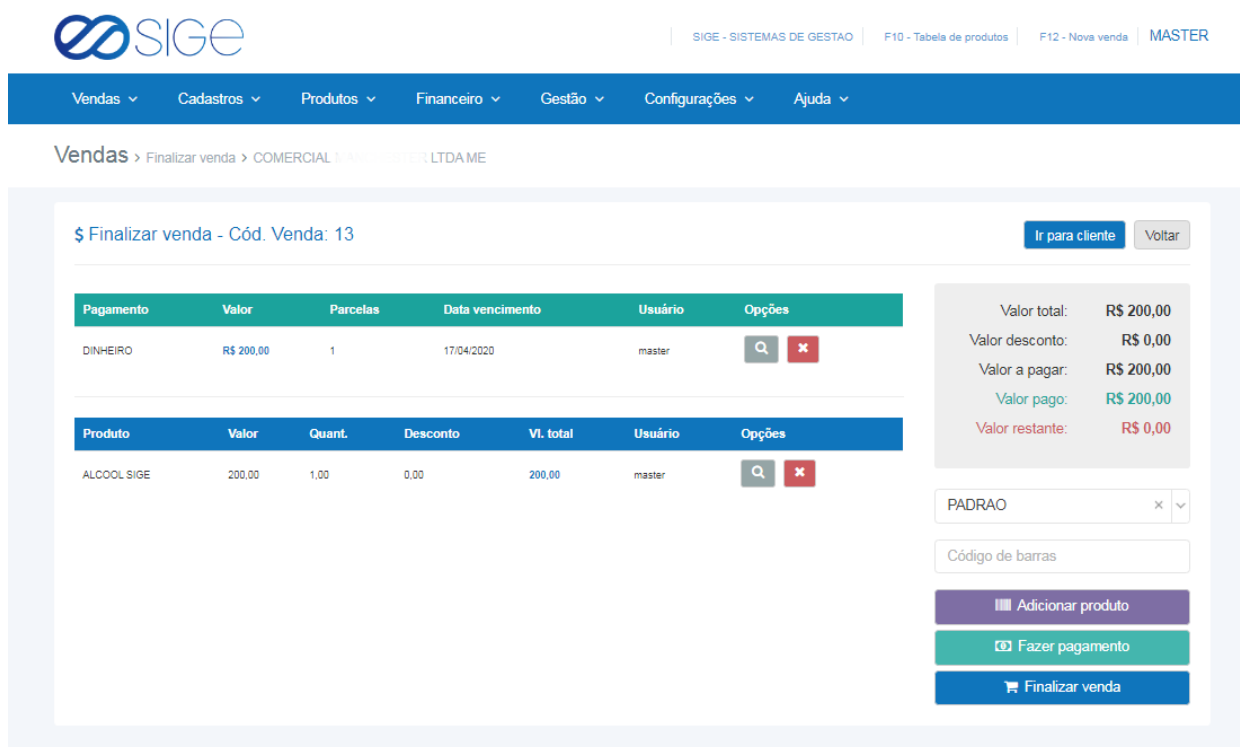 SIGE
SIGE - SISTEMAS DE GESTAO F10 - Tabela de produtos F12 - Nova venda MASTER
Vendas Cadastros Produtos Financeiro Gestão Configurações Ajuda
Vendas > Finalizar venda > COMERCIAL LTDA ME
$ Finalizar venda - Cód. Venda: 13
Ir para cliente Voltar
Pagamento Valor Parcelas Data vencimento Usuário Opções
DINHEIRO R$ 200,00 1 17/04/2020 master
Produto Valor Quant. Desconto Vl. total Usuário Opções
ALCOOL SIGE 200,00 1,00 0,00 200,00 master
Valor total: R$ 200,00
Valor desconto: R$ 0,00
Valor a pagar: R$ 200,00
Valor pago: R$ 200,00
Valor restante: R$ 0,00
PADRAO
Código de barras
Adicionar produto
Fazer pagamento
Finalizar venda